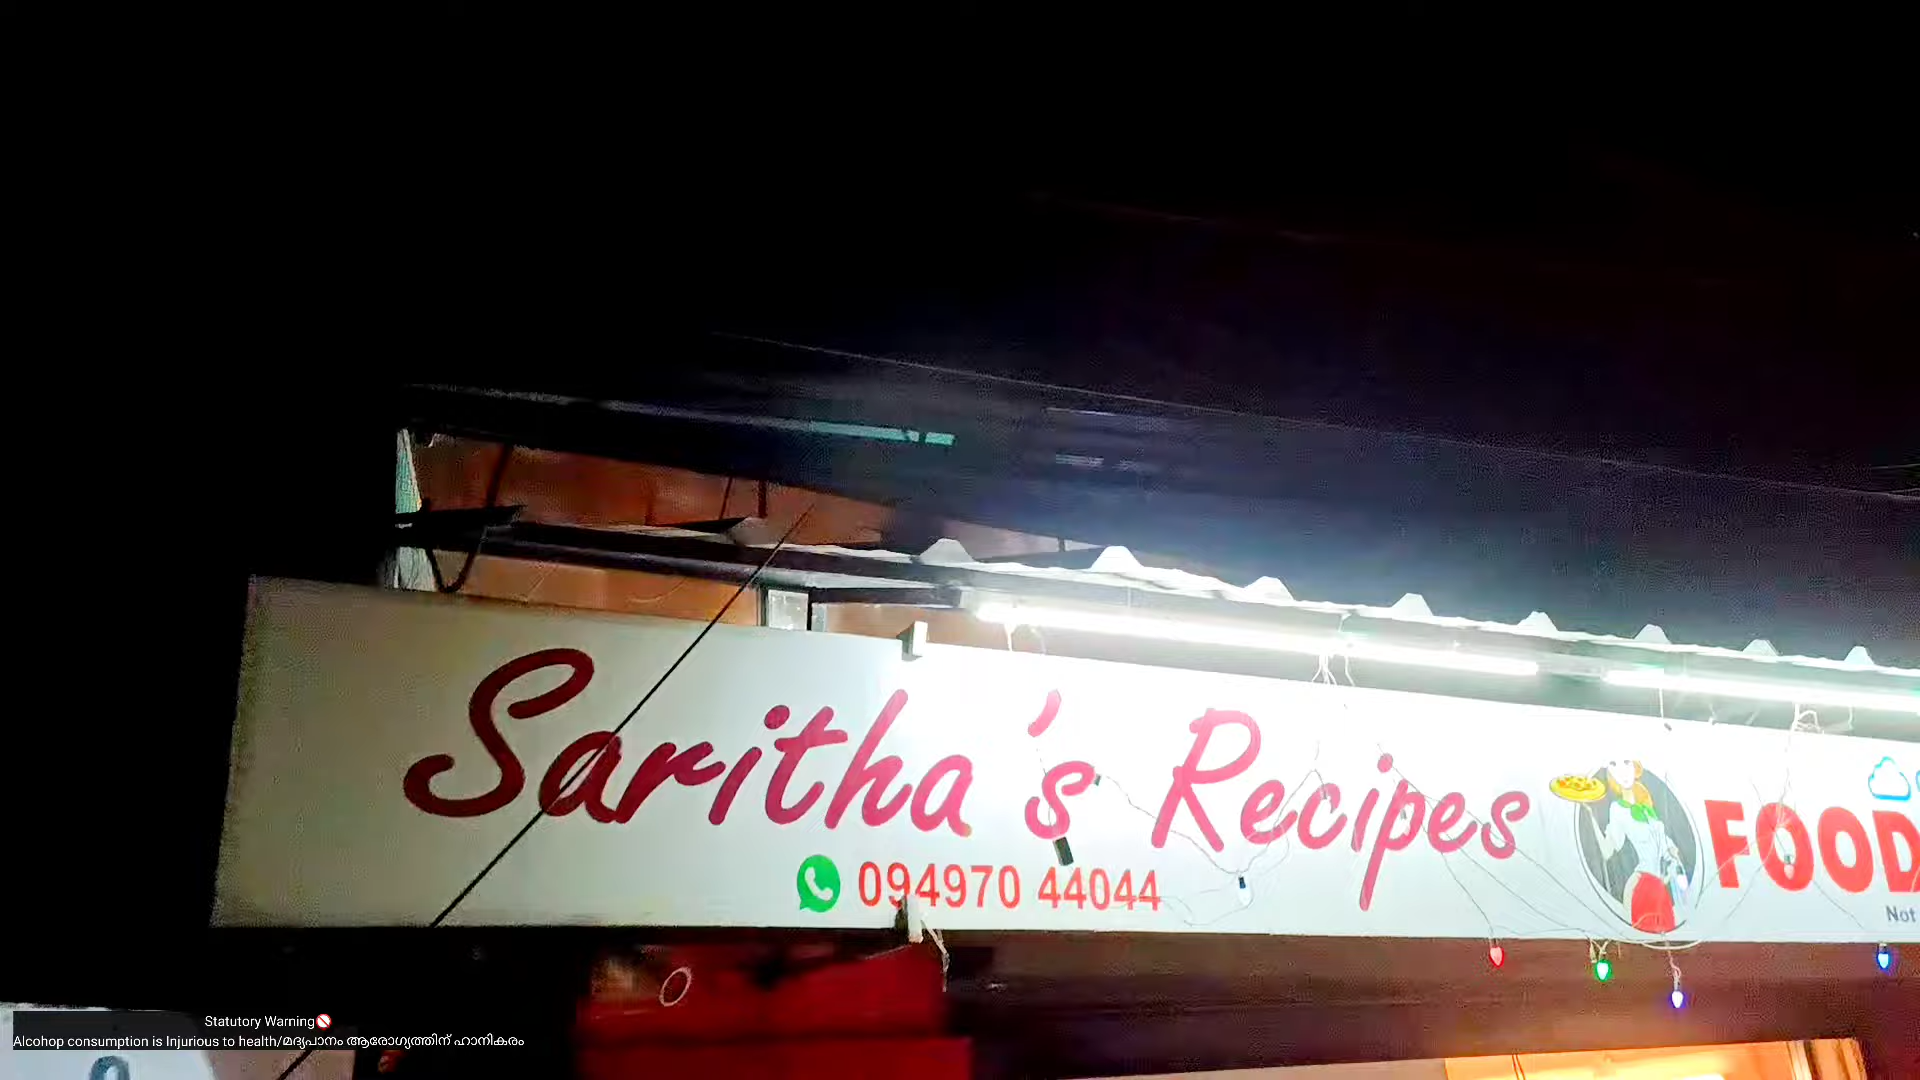 Saritha's Recipes
094970 44044
FOOD
Not
Statutory Warning🚫
Alcohop consumption is Injurious to health/മദ്യപാനം ആരോഗ്യത്തിന് ഹാനികരം